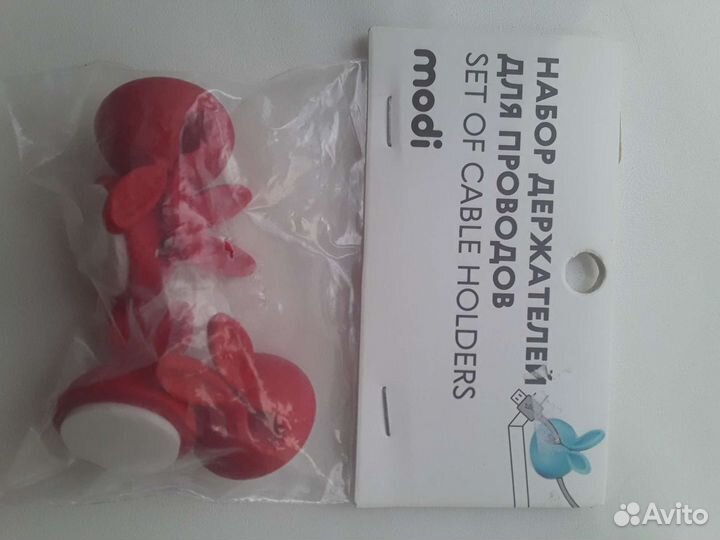 НАБОР ДЕРЖАТЕЛЕЙ
ДЛЯ ПРОВОДОВ
SET OF CABLE HOLDERS
modi
Avito